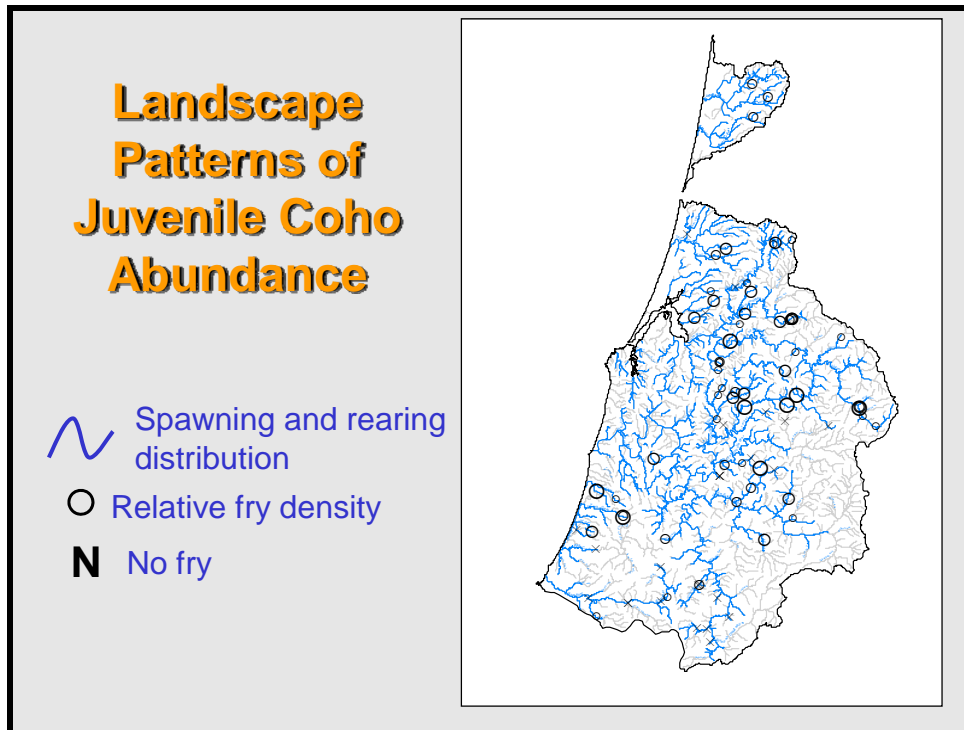 Landscape
Patterns of
Juvenile Coho
Abundance
Spawning and rearing
distribution
Relative fry density
N No fry